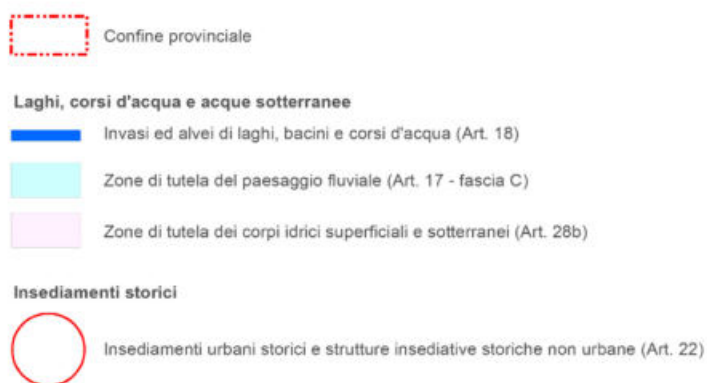 Confine provinciale
Laghi, corsi d'acqua e acque sotterranee
Invasi ed alvei di laghi, bacini e corsi d'acqua (Art. 18)
Zone di tutela del paesaggio fluviale (Art. 17 - fascia C)
Zone di tutela dei corpi idrici superficiali e sotterranei (Art. 28b)
Insediamenti storici
Insediamenti urbani storici e strutture insediative storiche non urbane (Art. 22)